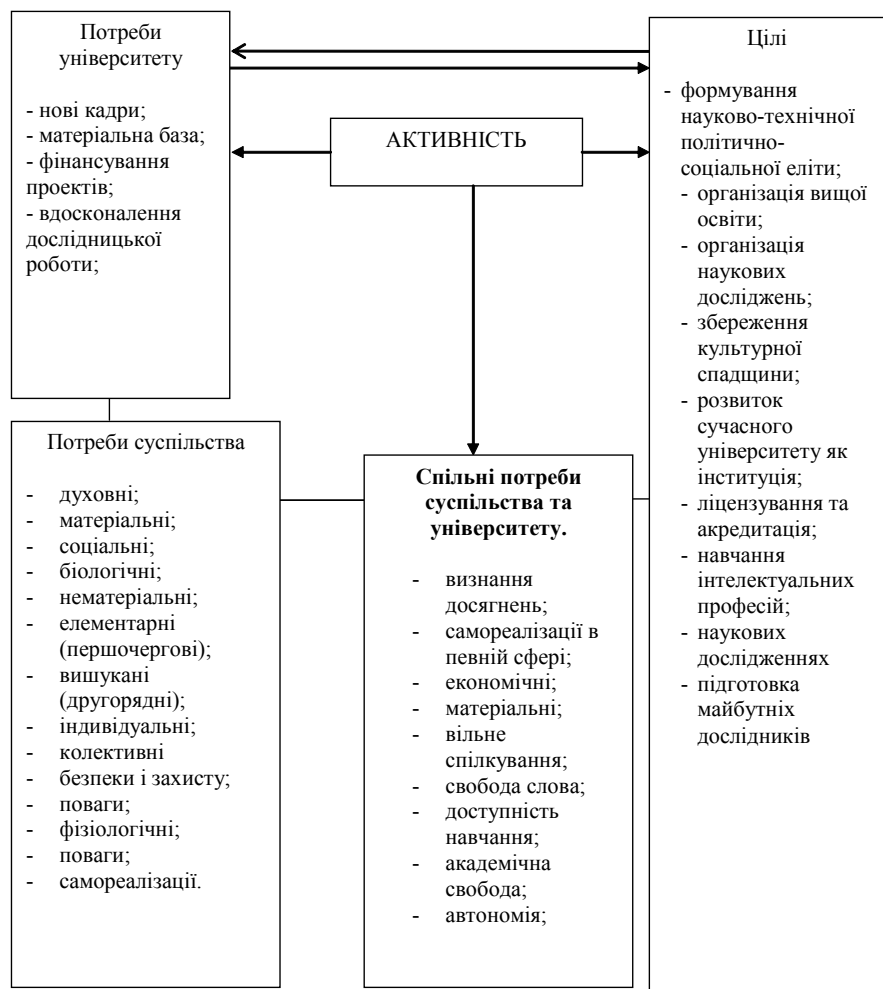 Потреби
університету
- нові кадри;
- матеріальна база;
- фінансування
проектів;
- вдосконалення
дослідницької
роботи;
АКТИВНІСТЬ
Цілі
- формування
науково-технічної
політично-
соціальної еліти;
- організація вищої
освіти;
- організація
наукових
досліджень;
- збереження
культурної
спадщини;
- розвиток
сучасного
університету як
інституція;
- ліцензування та
акредитація;
- навчання
інтелектуальних
професій;
- наукових
дослідженнях
- підготовка
майбутніх
дослідників
Потреби суспільства
- духовні;
- матеріальні;
- соціальні;
- біологічні;
- нематеріальні;
- елементарні
(першочергові);
- вишукані
(другорядні);
- індивідуальні;
- колективні
- безпеки і захисту;
- поваги;
- фізіологічні;
- поваги;
- самореалізації.
Спільні потреби
суспільства та
університету.
- визнання
досягнень;
- самореалізації в
певній сфері;
- економічні;
- матеріальні;
- вільне
спілкування;
- свобода слова;
- доступність
навчання;
- академічна
свобода;
- автономія;